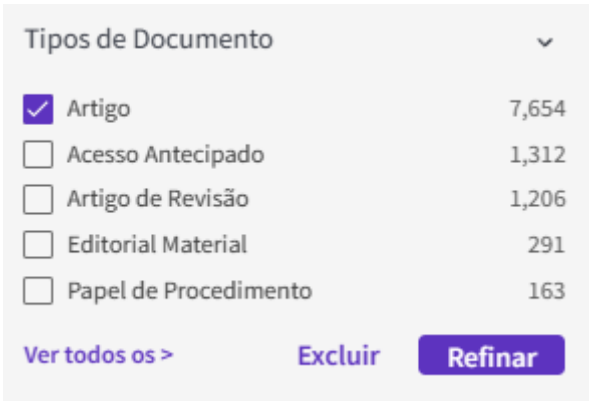 Tipos de Documento
Artigo 7,654
Acesso Antecipado 1,312
Artigo de Revisão 1,206
Editorial Material 291
Papel de Procedimento 163
Ver todos os > Excluir Refinar